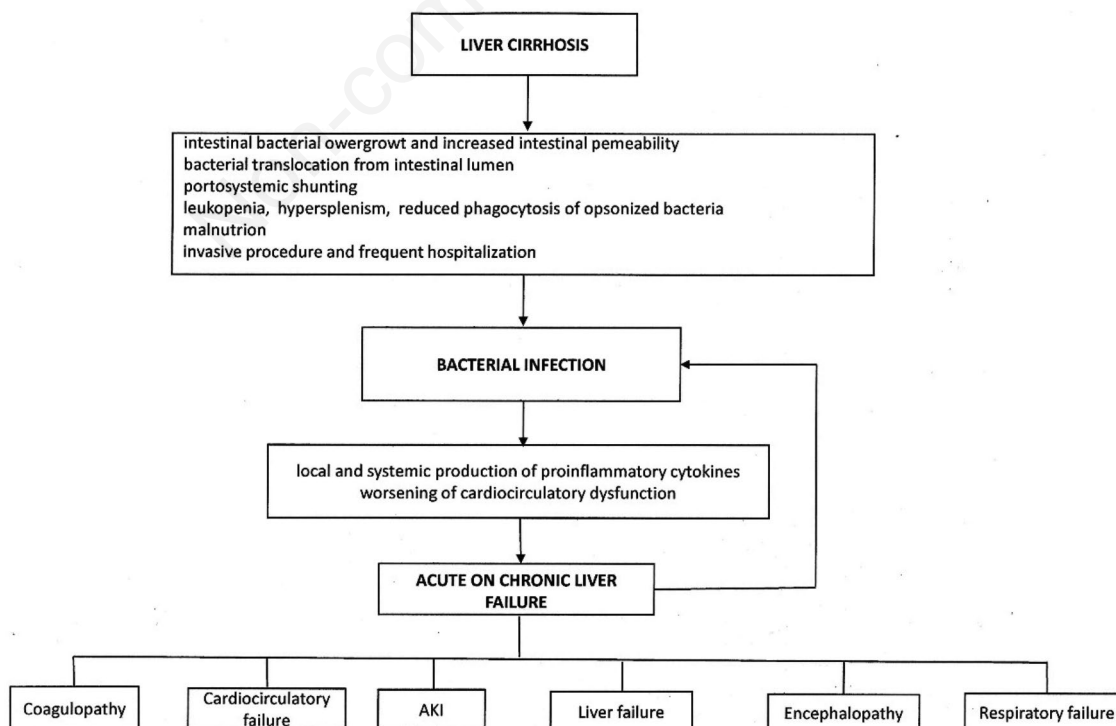 LIVER CIRRHOSIS
intestinal bacterial owergrowt and increased intestinal pemeability
bacterial translocation from intestinal lumen
portosystemic shunting
leukopenia, hypersplenism, reduced phagocytosis of opsonized bacteria
malnutrion
invasive procedure and frequent hospitalization
BACTERIAL INFECTION
local and systemic production of proinflammatory cytokines
worsening of cardiocirculatory dysfunction
ACUTE ON CHRONIC LIVER
FAILURE
Coagulopathy
Cardiocirculatory
failure
AKI
Liver failure
Encephalopathy
Respiratory failure